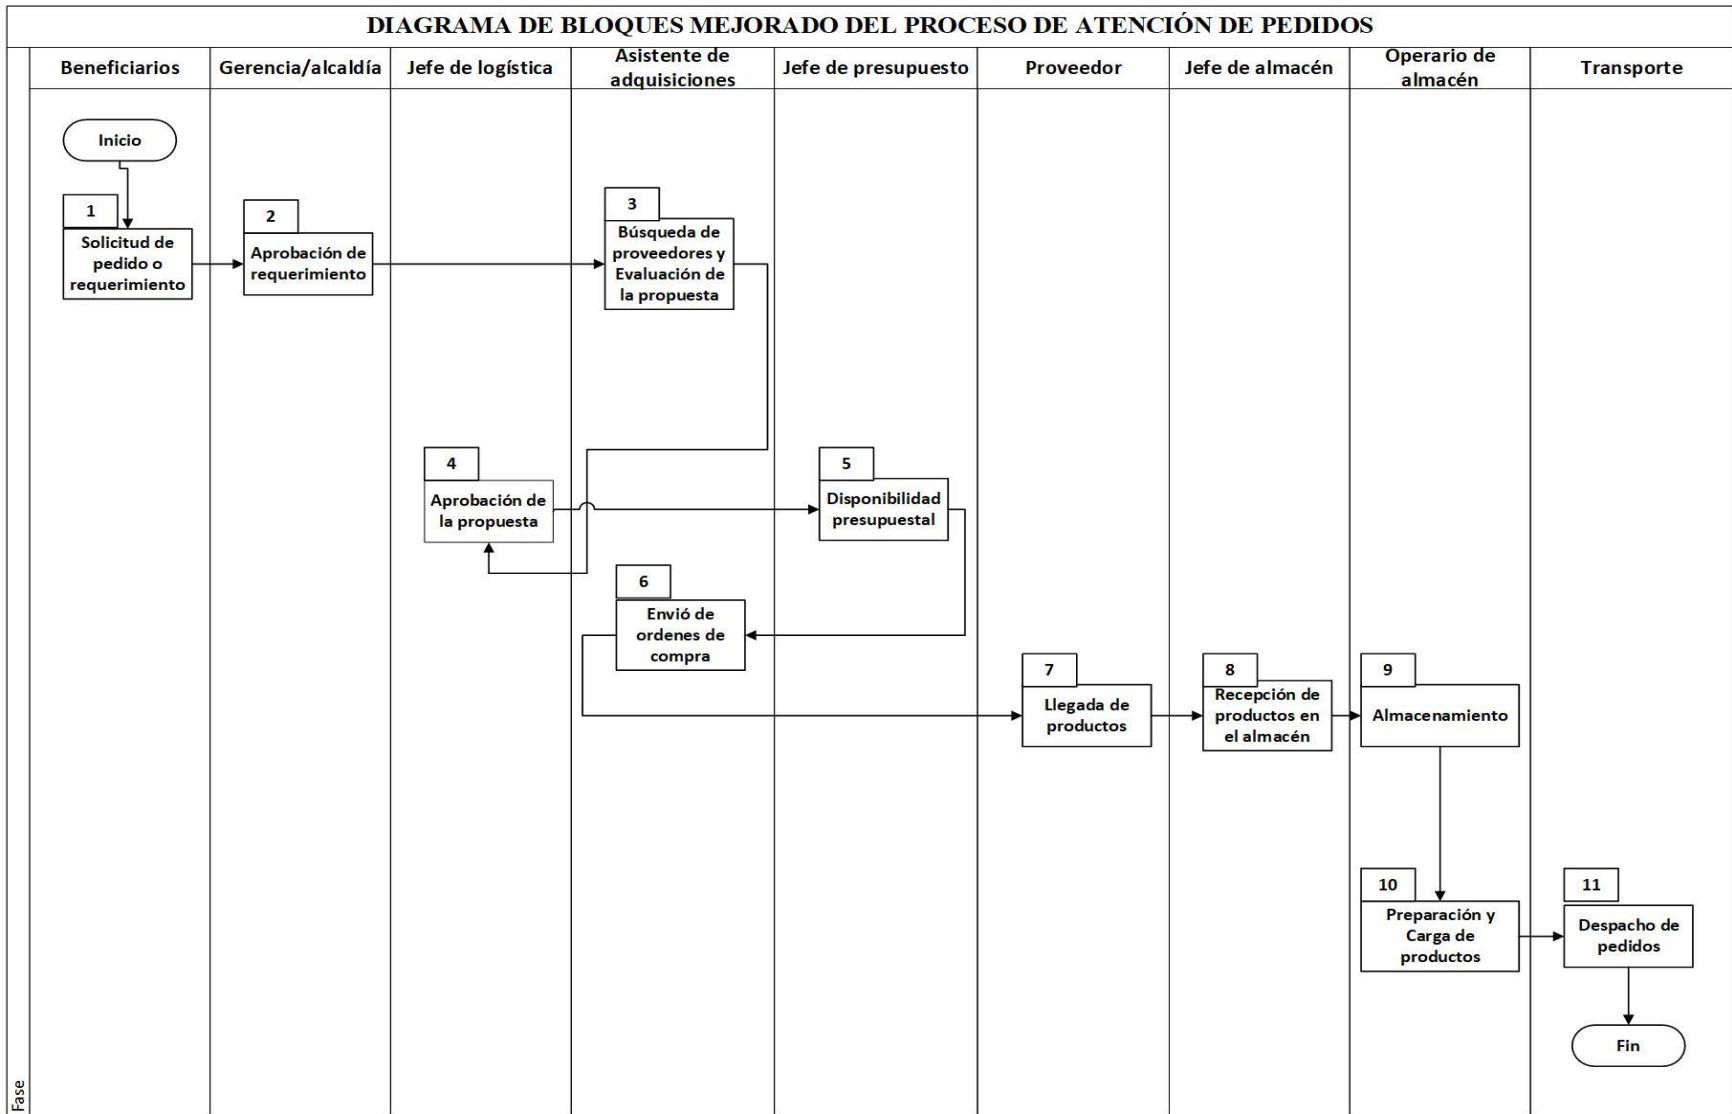 DIAGRAMA DE BLOQUES MEJORADO DEL PROCESO DE ATENCIÓN DE PEDIDOS
Beneficiarios
Gerencia/alcaldía
Jefe de logística
Asistente de
adquisiciones
Jefe de presupuesto
Proveedor
Jefe de almacén
Operario de
almacén
Transporte
Fase
Inicio
1
Solicitud de
pedido o
requerimiento
2
Aprobación de
requerimiento
3
Búsqueda de
proveedores y
Evaluación de
la propuesta
4
Aprobación de
la propuesta
5
Disponibilidad
presupuestal
6
Envió de
ordenes de
compra
7
Llegada de
productos
8
Recepción de
productos en
el almacén
9
Almacenamiento
10
Preparación y
Carga de
productos
11
Despacho de
pedidos
Fin